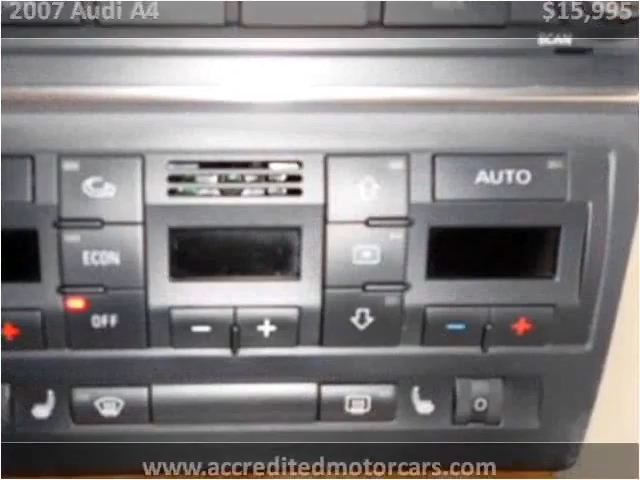 2007 Audi A4
$15,995
SCAN
AUTO
ECON
OFF
− +
− +
+
www.accreditedmotorcars.com